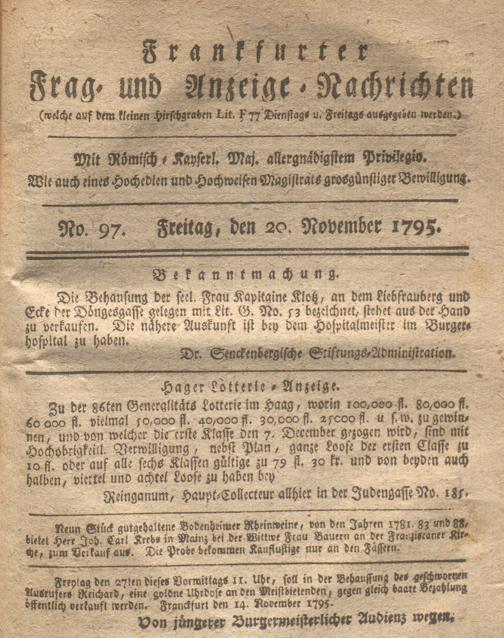 Frankfurter
Frag- und Anzeige-Nachrichten
(welche auf dem kleinen Hirschgraben Lit. F 77 Dienstags u. Freitags ausgegeben werden.)
Mit Römisch-Kayserl. Maj. allergnädigstem Privilegio.
Wie auch eines Hochedlen und Hochweisen Magistrats grosgünstiger Bewilligung.
No. 97. Freitag, den 20. November 1795.
Bekanntmachung.
Die Behausung der seel. Frau Kapitaine Klotz, an dem Liebfrauberg und
Ecke der Döngesgasse gelegen mit Lit. G. No. 53 bezeichnet, stehet aus der Hand
zu verkaufen. Die nähere Auskunft ist bey dem Hospitalmeister im Burger-
hospital zu haben.
Dr. Senckenbergische Stiftungs-Administration.
Hager Lotterie-Anzeige.
Zu der 86ten Generalitäts Lotterie im Haag, worin 100,000 fl. 80,000 fl.
60 000 fl. vielmal 50,000 fl. 40,000 fl. 30,000 fl. 25000 fl. u s. w. zu gewin-
nen, und von welcher die erste Klasse den 7. December gezogen wird, sind mit
Hochobrigkeitl. Verwilligung, nebst Plan, ganze Loose der ersten Classe zu
10 fl. oder auf alle sechs Klassen gültige zu 79 fl. 30 kr. und von beyden auch
halben, viertel und achtel Loose zu haben bey
Reinganum, Haupt-Collecteur allhier in der Judengasse No. 185.
Neun Stück gutgehaltene Bodenheimer Rheinweine, von den Jahren 1781. 83 und 88.
bietet Herr Joh. Carl Krebs in Mainz bei der Wittwe Frau Bauern an der Franziscaner Kir-
che, zum Verkauf aus. Die Probe bekommen Kauflustige nur an den Fässern.
Freytag den 27ten dieses Vormittags 11. Uhr, soll in der Behausung des geschwornen
Ausrufers Reichard, eine goldne Uhrdose an den Meistbietenden, gegen gleich baare Bezahlung
öffentlich verkauft werden. Frankfurt den 14. November 1795.
Von jüngerer Burgermeisterlicher Audienz wegen.